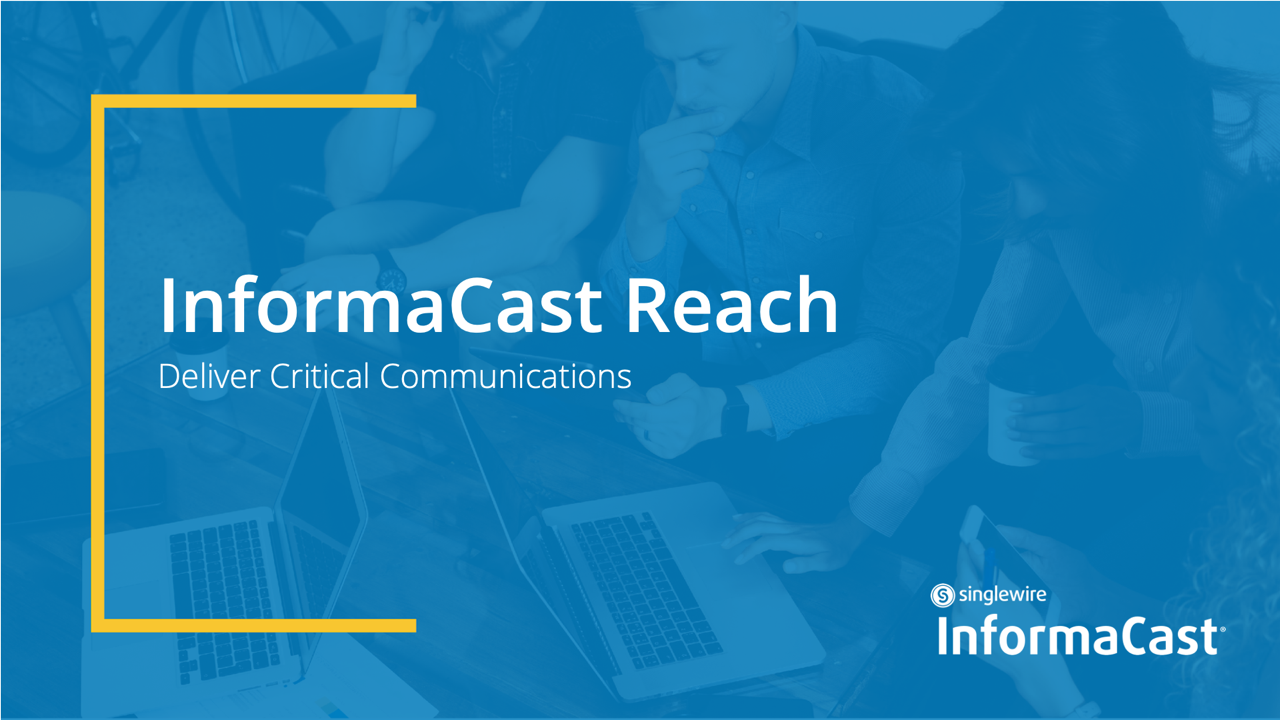 InformaCast Reach
Deliver Critical Communications
singlewire
InformaCast®